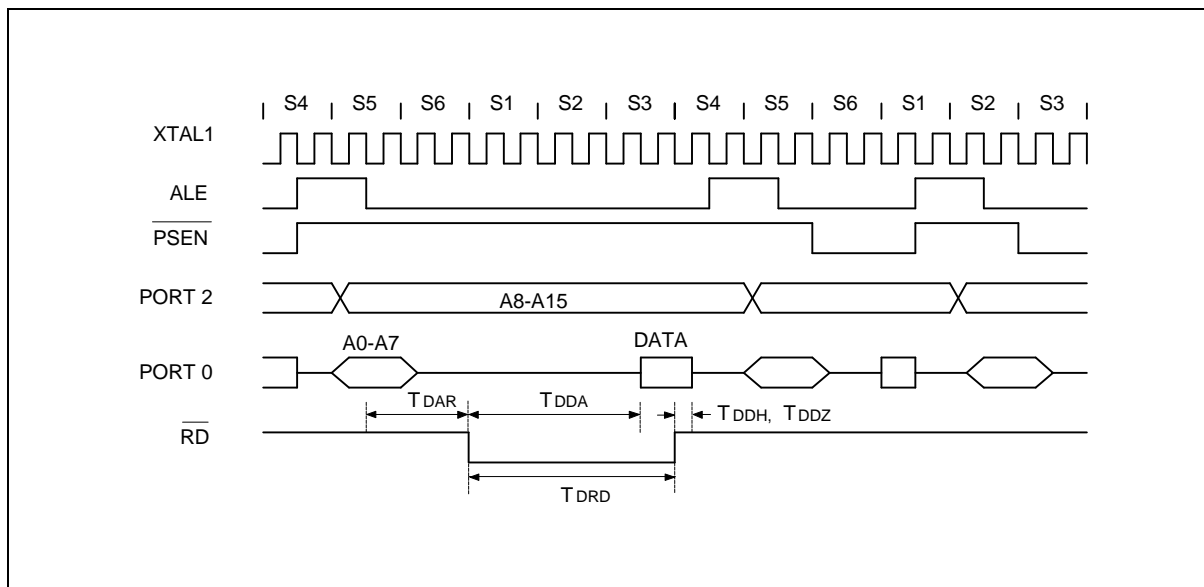 S4 S5 S6 S1 S2 S3 S4 S5 S6 S1 S2 S3
XTAL1
ALE
PSEN
PORT 2
A8-A15
A0-A7
DATA
PORT 0
TDAR
TDDA
TDDH, TDDZ
RD
TDRD